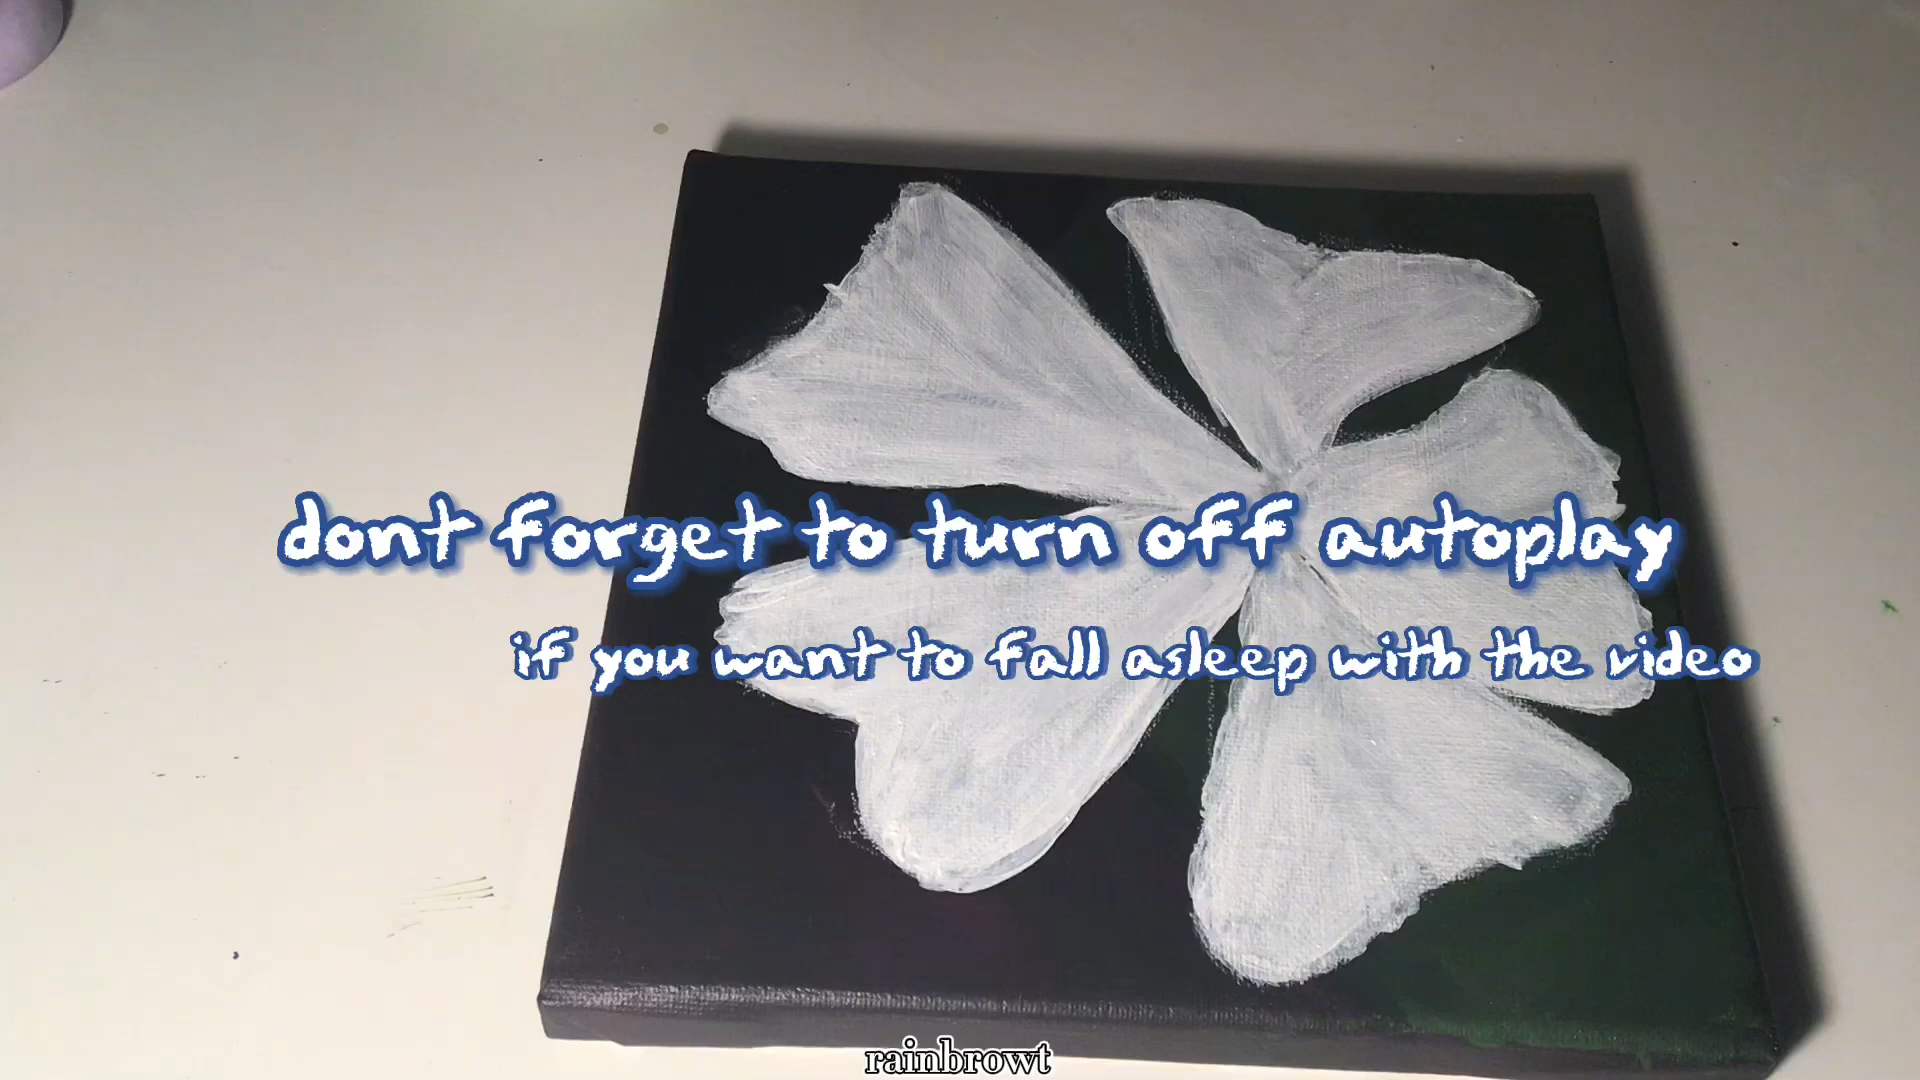 dont forget to turn off autoplay
if you want to fall asleep with the video
rainbrowt